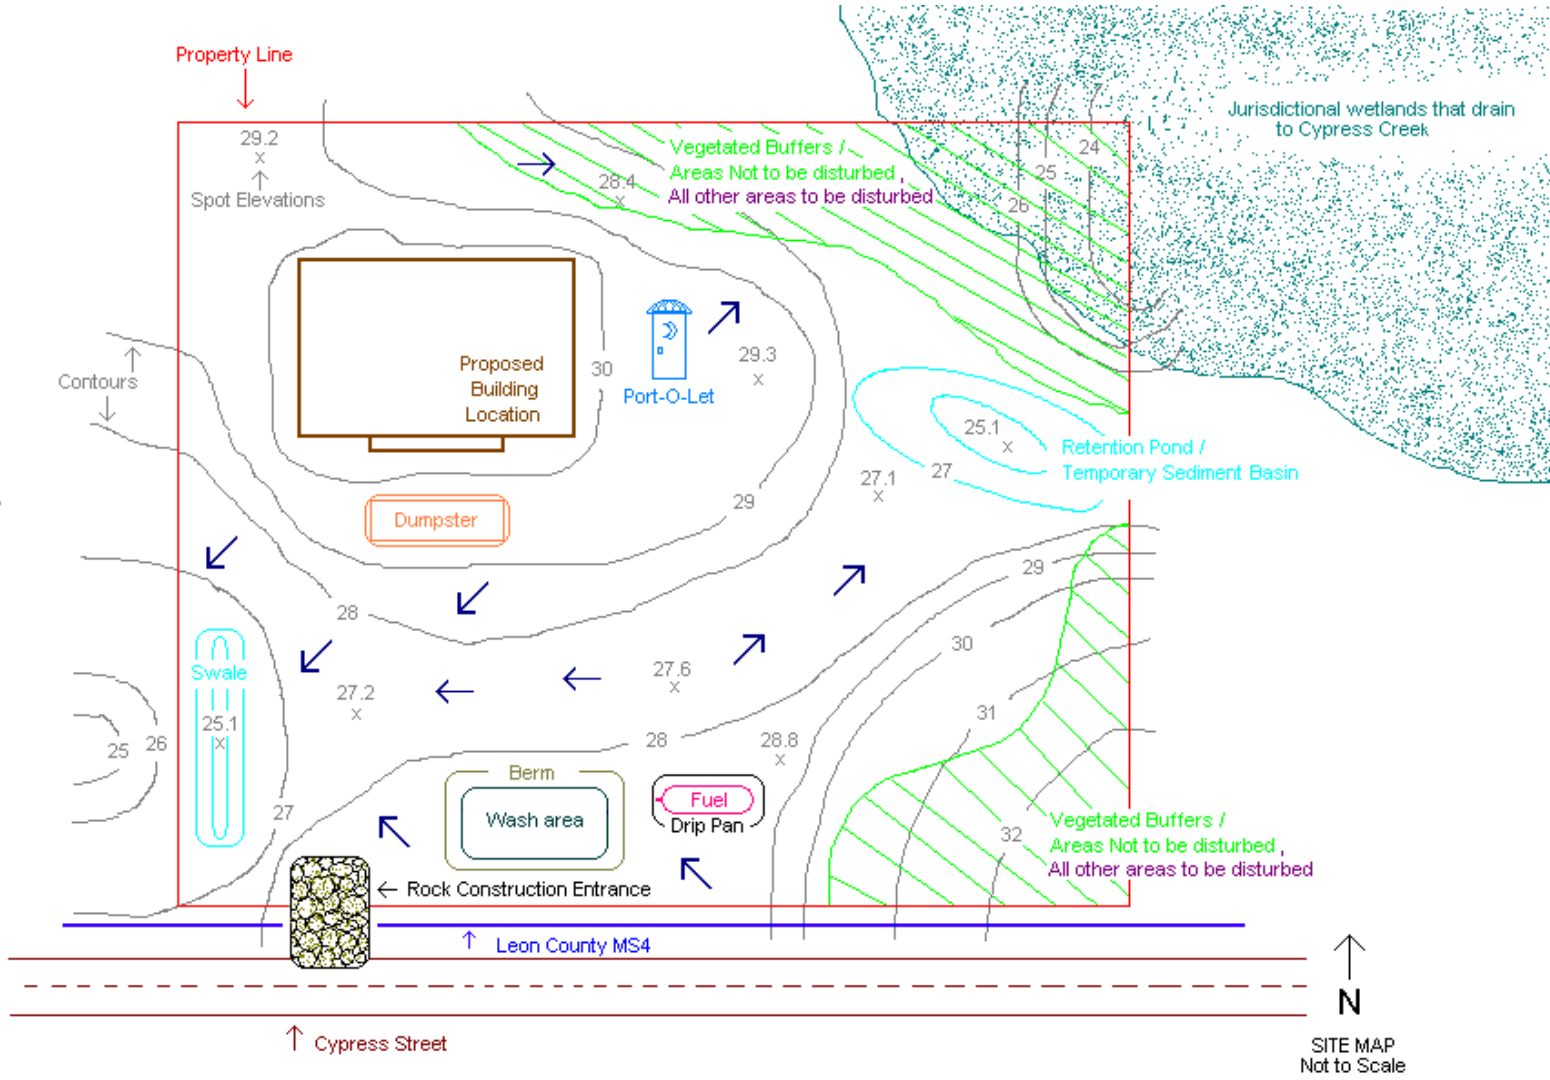 Property Line
29.2
x
Spot Elevations
Vegetated Buffers /
Areas Not to be disturbed ,
All other areas to be disturbed
28.4
x
24
25
26
Jurisdictional wetlands that drain
to Cypress Creek
Contours
Proposed
Building
Location
30
Port-O-Let
29.3
x
25.1
x
27
Retention Pond /
Temporary Sediment Basin
27.1
x
29
Dumpster
28
29
30
31
32
Swale
25.1
x
25
26
27
27.2
x
27.6
x
28
28.8
x
Berm
Wash area
Fuel
Drip Pan
Vegetated Buffers /
Areas Not to be disturbed ,
All other areas to be disturbed
Rock Construction Entrance
Leon County MS4
Cypress Street
N
SITE MAP
Not to Scale